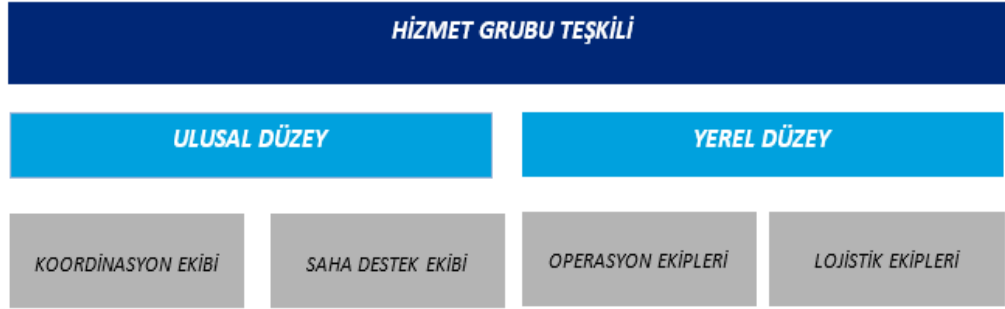 HİZMET GRUBU TEŞKİLİ
ULUSAL DÜZEY
YEREL DÜZEY
KOORDİNASYON EKİBİ
SAHA DESTEK EKİBİ
OPERASYON EKİPLERİ
LOJİSTİK EKİPLERİ